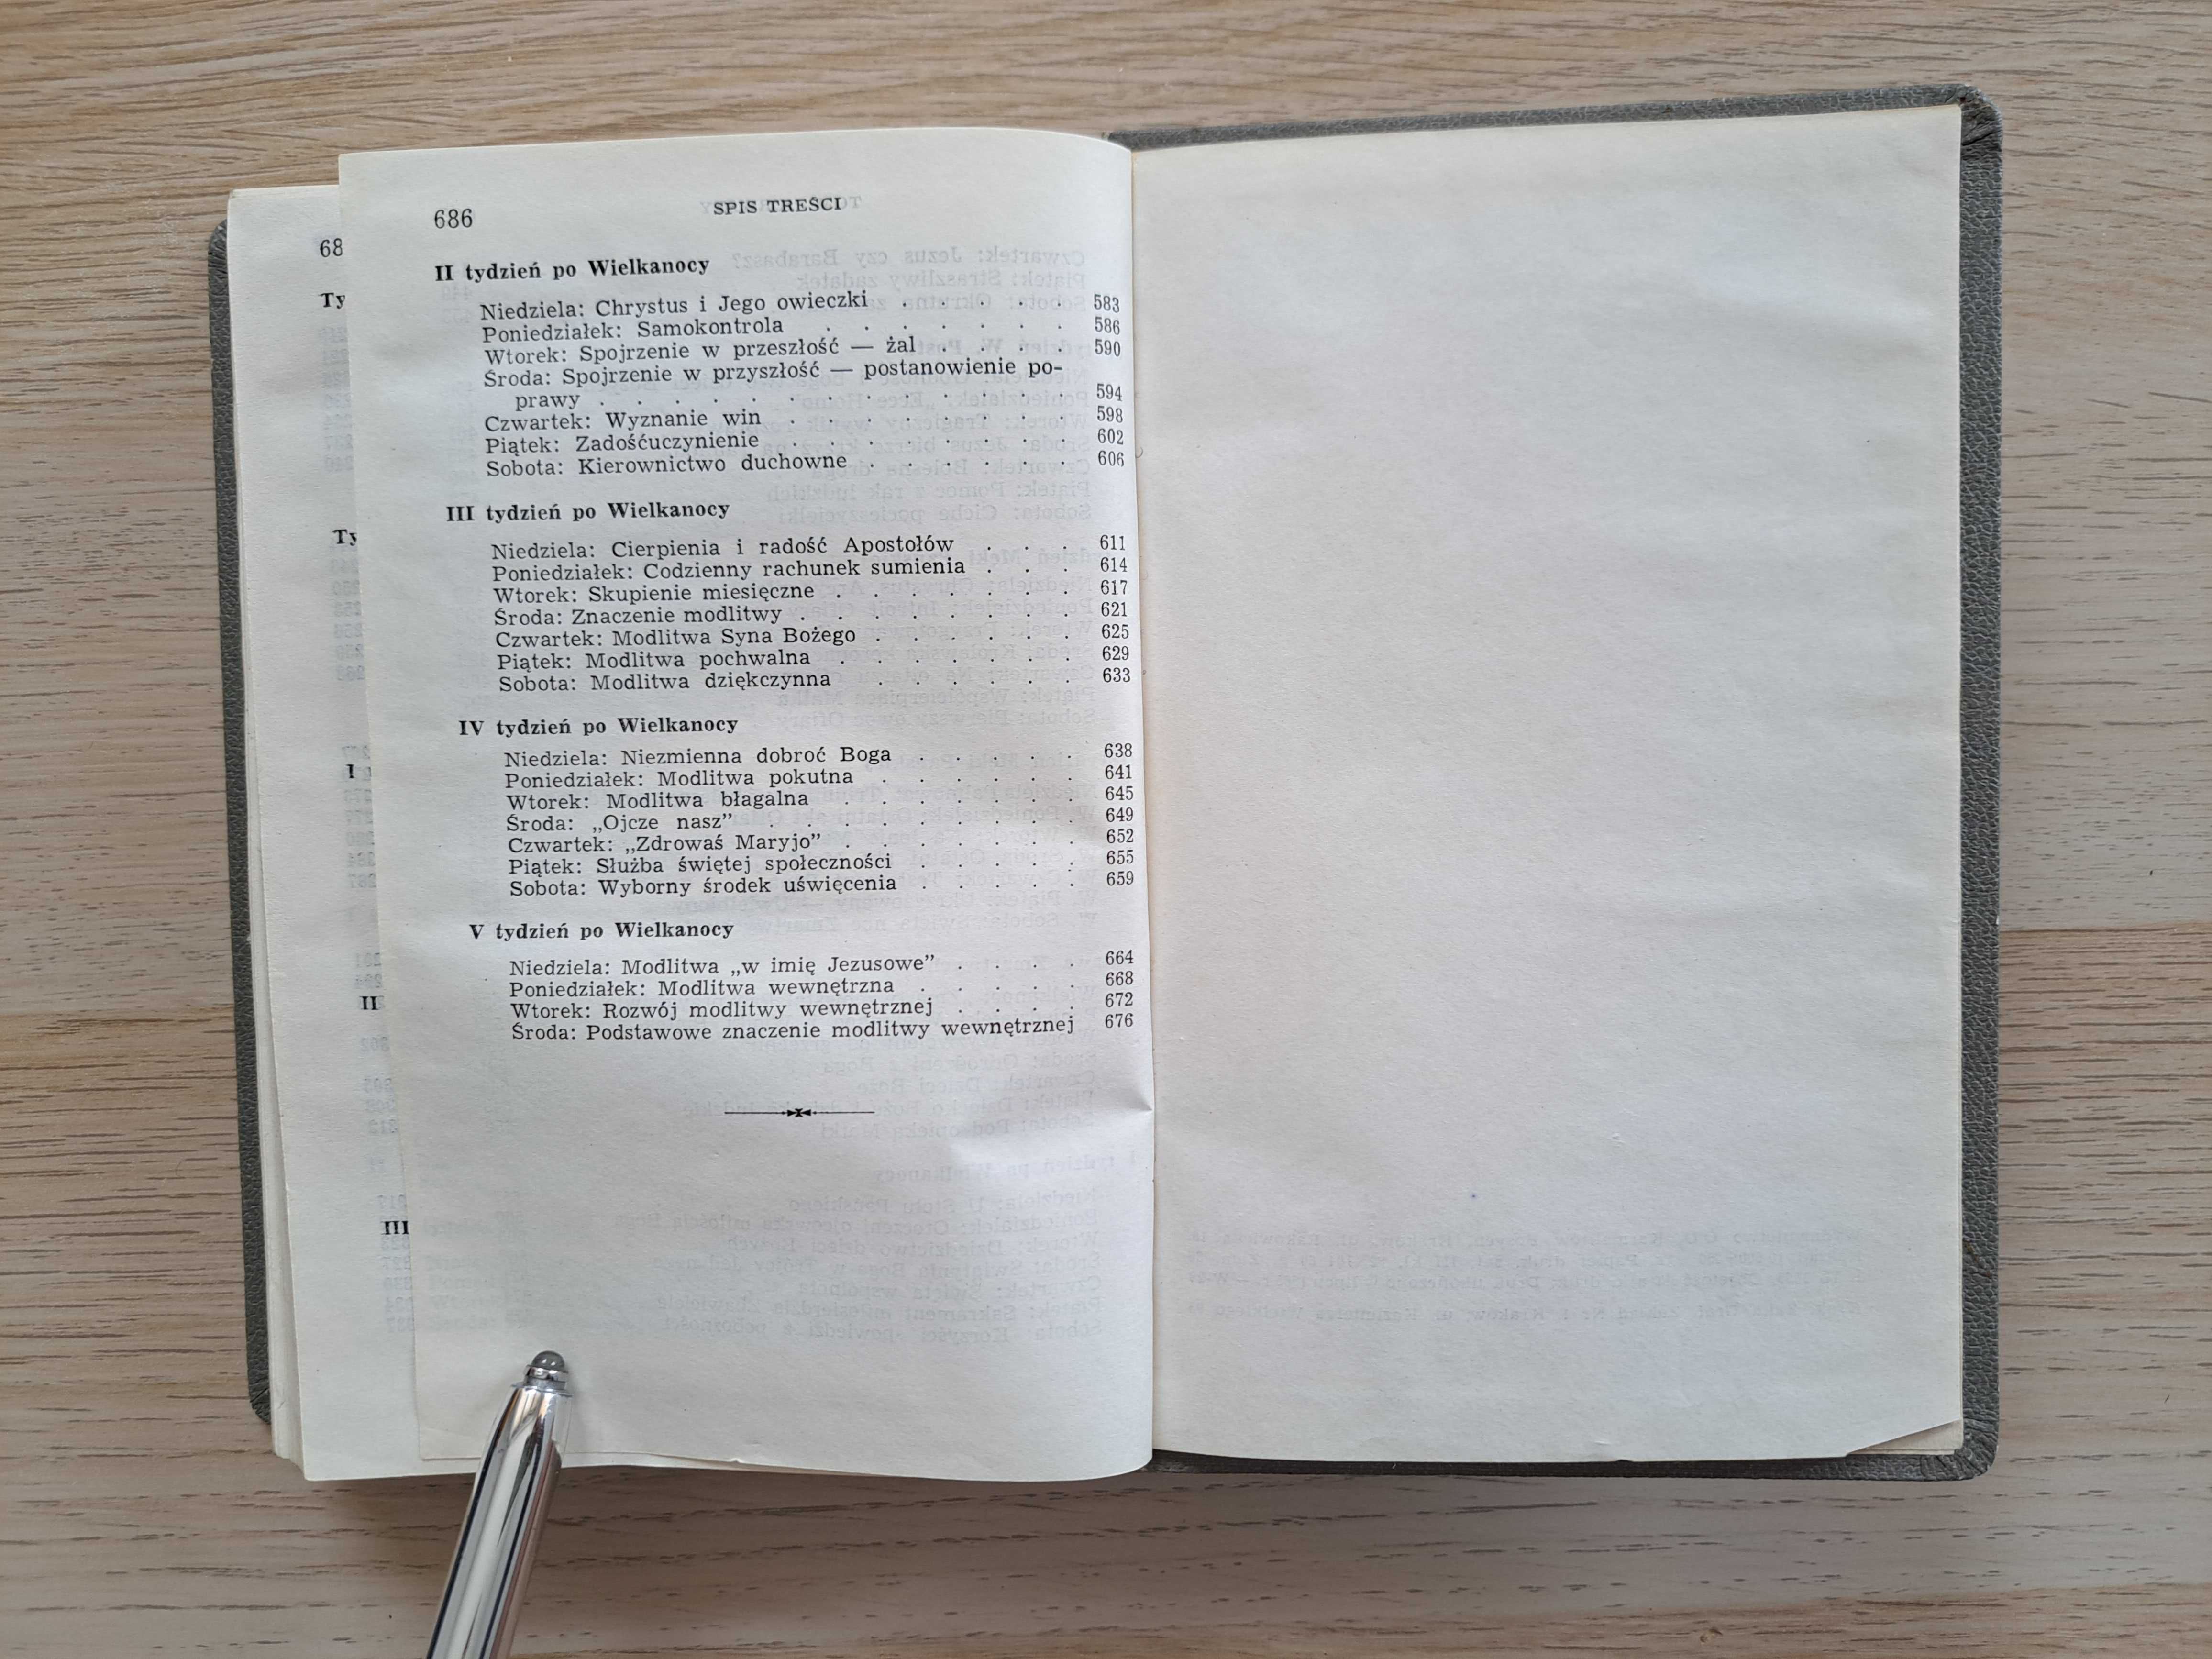 686
SPIS TREŚCI
II tydzień po Wielkanocy
Niedziela: Chrystus i Jego owieczki . . . . . 583
Poniedziałek: Samokontrola . . . . . . . 586
Wtorek: Spojrzenie w przeszłość — żal . . . . 590
Środa: Spojrzenie w przyszłość — postanowienie po-
prawy . . . . . . . . . . . . . 594
Czwartek: Wyznanie win . . . . . . . . 598
Piątek: Zadośćuczynienie . . . . . . . . 602
Sobota: Kierownictwo duchowne . . . . . . 606
III tydzień po Wielkanocy
Niedziela: Cierpienia i radość Apostołów . . . 611
Poniedziałek: Codzienny rachunek sumienia . . . 614
Wtorek: Skupienie miesięczne . . . . . . . 617
Środa: Znaczenie modlitwy . . . . . . . . 621
Czwartek: Modlitwa Syna Bożego . . . . . . 625
Piątek: Modlitwa pochwalna . . . . . . . 629
Sobota: Modlitwa dziękczynna . . . . . . 633
IV tydzień po Wielkanocy
Niedziela: Niezmienna dobroć Boga . . . . . 638
Poniedziałek: Modlitwa pokutna . . . . . . 641
Wtorek: Modlitwa błagalna . . . . . . . 645
Środa: „Ojcze nasz” . . . . . . . . . 649
Czwartek: „Zdrowaś Maryjo” . . . . . . . 652
Piątek: Służba świętej społeczności . . . . . 655
Sobota: Wyborny środek uświęcenia . . . . . 659
V tydzień po Wielkanocy
Niedziela: Modlitwa „w imię Jezusowe” . . . . 664
Poniedziałek: Modlitwa wewnętrzna . . . . . 668
Wtorek: Rozwój modlitwy wewnętrznej . . . . 672
Środa: Podstawowe znaczenie modlitwy wewnętrznej 676
68
Ty
Ty
I
II
III